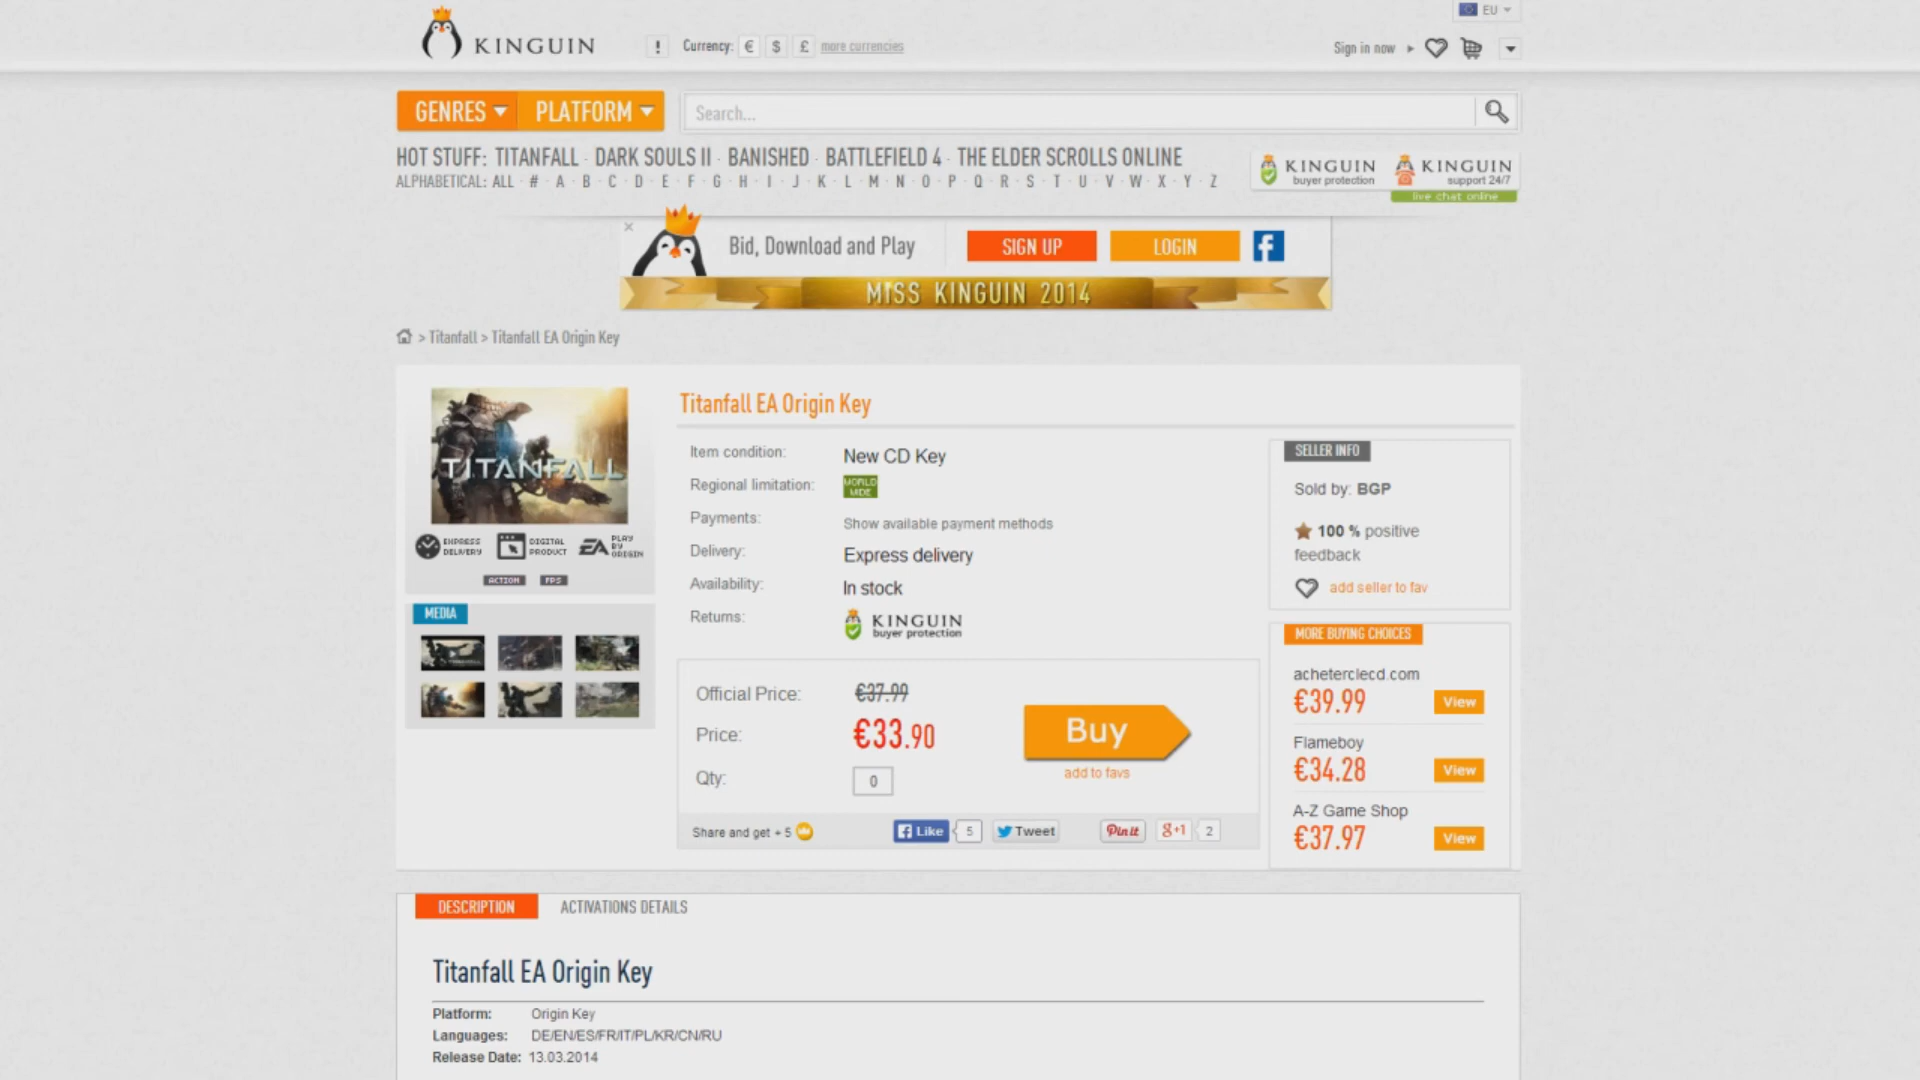 EU
KINGUIN
! Currency: € $ £ more currencies
Sign in now
GENRES PLATFORM
Search...
HOT STUFF: TITANFALL · DARK SOULS II · BANISHED · BATTLEFIELD 4 · THE ELDER SCROLLS ONLINE
ALPHABETICAL: ALL · # · A · B · C · D · E · F · G · H · I · J · K · L · M · N · O · P · Q · R · S · T · U · V · W · X · Y · Z
KINGUIN
buyer protection
KINGUIN
support 24/7
live chat online
Bid, Download and Play
SIGN UP
LOGIN
MISS KINGUIN 2014
> Titanfall > Titanfall EA Origin Key
TITANFALL
EXPRESS DELIVERY
DIGITAL PRODUCT
EA PLAY BY ORIGIN
ACTION FPS
MEDIA
Titanfall EA Origin Key
Item condition: New CD Key
Regional limitation: WORLD WIDE
Payments: Show available payment methods
Delivery: Express delivery
Availability: In stock
Returns: KINGUIN buyer protection
Official Price: €37.99
Price: €33.90
Qty: 0
Buy
add to favs
Share and get + 5
Like 5 Tweet Pin it g+1 2
SELLER INFO
Sold by: BGP
100 % positive
feedback
add seller to fav
MORE BUYING CHOICES
acheterclecd.com
€39.99 View
Flameboy
€34.28 View
A-Z Game Shop
€37.97 View
DESCRIPTION ACTIVATIONS DETAILS
Titanfall EA Origin Key
Platform: Origin Key
Languages: DE/EN/ES/FR/IT/PL/KR/CN/RU
Release Date: 13.03.2014